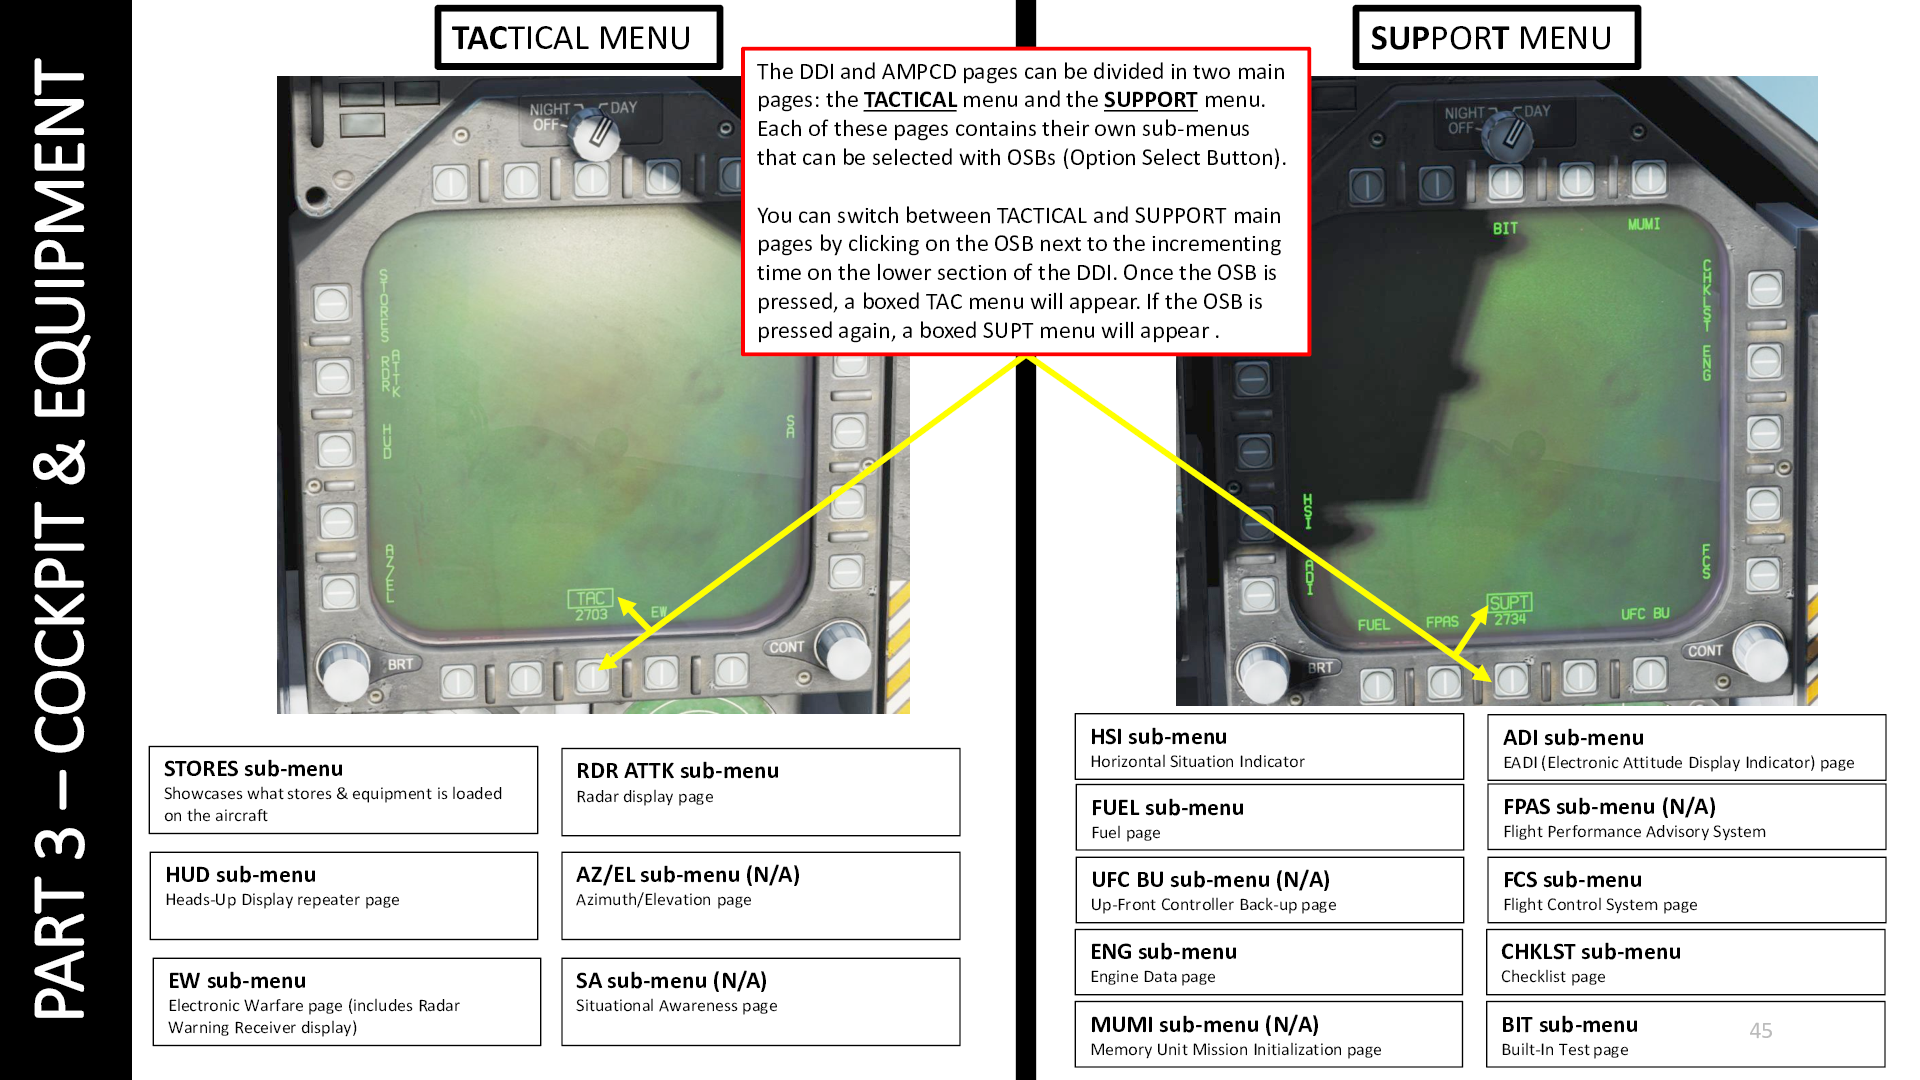 PART 3 – COCKPIT & EQUIPMENT
TACTICAL MENU
SUPPORT MENU
The DDI and AMPCD pages can be divided in two main
pages: the TACTICAL menu and the SUPPORT menu.
Each of these pages contains their own sub-menus
that can be selected with OSBs (Option Select Button).
You can switch between TACTICAL and SUPPORT main
pages by clicking on the OSB next to the incrementing
time on the lower section of the DDI. Once the OSB is
pressed, a boxed TAC menu will appear. If the OSB is
pressed again, a boxed SUPT menu will appear .
NIGHT
DAY
OFF
STORES
RDR
ATTK
HUD
SA
AZ/EL
TAC
2703
EW
BRT
CONT
NIGHT
DAY
OFF
BIT
MUMI
CHKLST
ENG
HSI
ADI
FCS
SUPT
2734
FUEL
FPAS
UFC BU
BRT
CONT
STORES sub-menu
Showcases what stores & equipment is loaded
on the aircraft
RDR ATTK sub-menu
Radar display page
HUD sub-menu
Heads-Up Display repeater page
AZ/EL sub-menu (N/A)
Azimuth/Elevation page
EW sub-menu
Electronic Warfare page (includes Radar
Warning Receiver display)
SA sub-menu (N/A)
Situational Awareness page
HSI sub-menu
Horizontal Situation Indicator
ADI sub-menu
EADI (Electronic Attitude Display Indicator) page
FUEL sub-menu
Fuel page
FPAS sub-menu (N/A)
Flight Performance Advisory System
UFC BU sub-menu (N/A)
Up-Front Controller Back-up page
FCS sub-menu
Flight Control System page
ENG sub-menu
Engine Data page
CHKLST sub-menu
Checklist page
MUMI sub-menu (N/A)
Memory Unit Mission Initialization page
BIT sub-menu
Built-In Test page
45